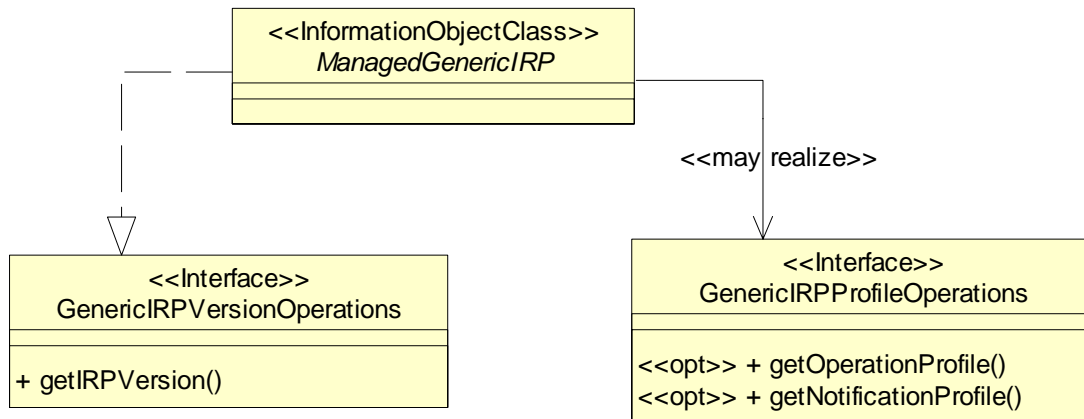 <<InformationObjectClass>>
ManagedGenericIRP
<<may realize>>
<<Interface>>
GenericIRPVersionOperations
+ getIRPVersion()
<<Interface>>
GenericIRPProfileOperations
<<opt>> + getOperationProfile()
<<opt>> + getNotificationProfile()